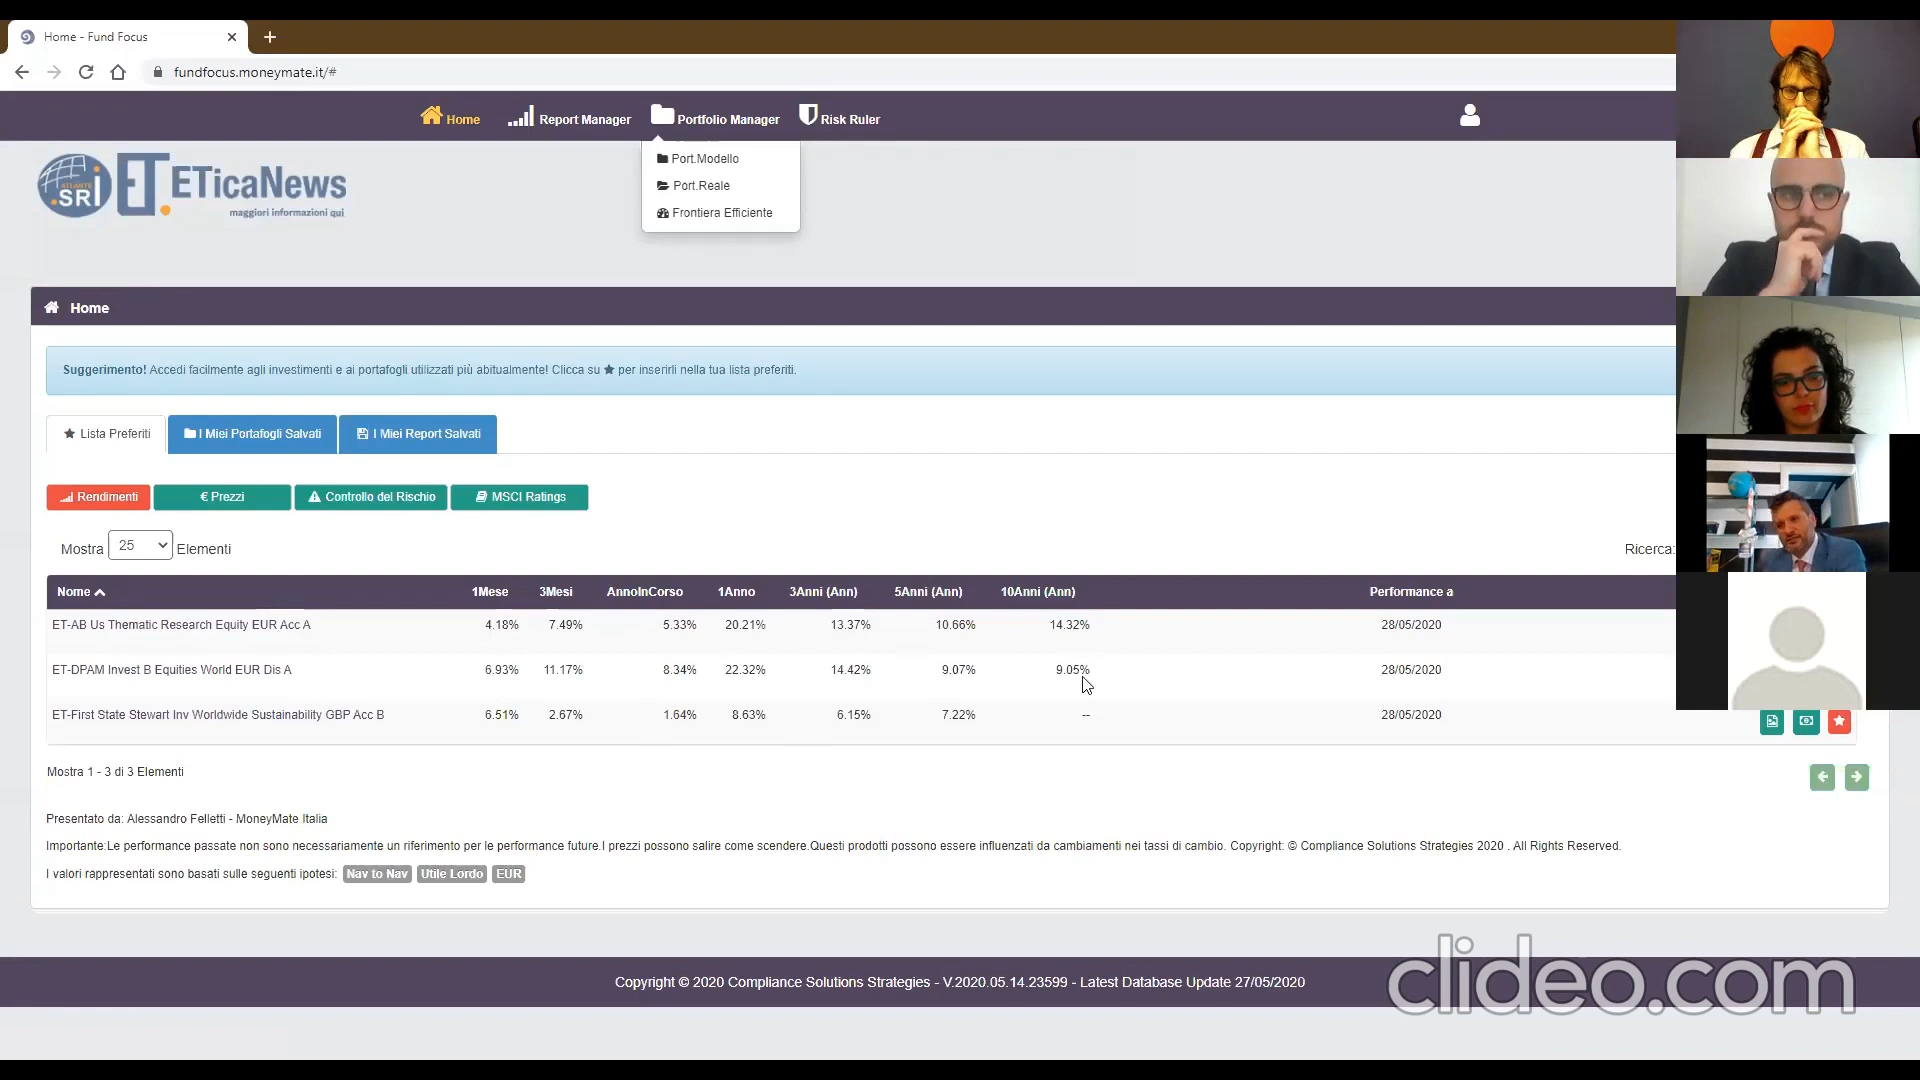 Home - Fund Focus
fundfocus.moneymate.it/#
Home Report Manager Portfolio Manager Risk Ruler
Port.Modello
Port.Reale
Frontiera Efficiente
ATLANTE
.SRI ET. ETicaNews
maggiori informazioni qui
Home
Suggerimento! Accedi facilmente agli investimenti e ai portafogli utilizzati più abitualmente! Clicca su ★ per inserirli nella tua lista preferiti.
Lista Preferiti I Miei Portafogli Salvati I Miei Report Salvati
Rendimenti € Prezzi Controllo del Rischio MSCI Ratings
Mostra 25 Elementi Ricerca:
Nome 1Mese 3Mesi AnnoInCorso 1Anno 3Anni (Ann) 5Anni (Ann) 10Anni (Ann) Performance a
ET-AB Us Thematic Research Equity EUR Acc A 4.18% 7.49% 5.33% 20.21% 13.37% 10.66% 14.32% 28/05/2020
ET-DPAM Invest B Equities World EUR Dis A 6.93% 11.17% 8.34% 22.32% 14.42% 9.07% 9.05% 28/05/2020
ET-First State Stewart Inv Worldwide Sustainability GBP Acc B 6.51% 2.67% 1.64% 8.63% 6.15% 7.22% -- 28/05/2020
Mostra 1 - 3 di 3 Elementi
Presentato da: Alessandro Felletti - MoneyMate Italia
Importante:Le performance passate non sono necessariamente un riferimento per le performance future.I prezzi possono salire come scendere.Questi prodotti possono essere influenzati da cambiamenti nei tassi di cambio. Copyright: © Compliance Solutions Strategies 2020 . All Rights Reserved.
I valori rappresentati sono basati sulle seguenti ipotesi: Nav to Nav Utile Lordo EUR
Copyright © 2020 Compliance Solutions Strategies - V.2020.05.14.23599 - Latest Database Update 27/05/2020
clideo.com